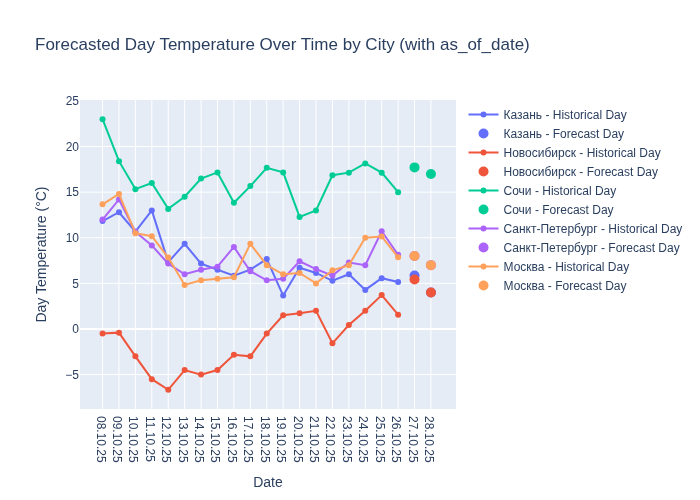 Forecasted Day Temperature Over Time by City (with as_of_date)
25
20
15
10
5
0
−5
Day Temperature (°C)
08.10.25
09.10.25
10.10.25
11.10.25
12.10.25
13.10.25
14.10.25
15.10.25
16.10.25
17.10.25
18.10.25
19.10.25
20.10.25
21.10.25
22.10.25
23.10.25
24.10.25
25.10.25
26.10.25
27.10.25
28.10.25
Date
Казань - Historical Day
Казань - Forecast Day
Новосибирск - Historical Day
Новосибирск - Forecast Day
Сочи - Historical Day
Сочи - Forecast Day
Санкт-Петербург - Historical Day
Санкт-Петербург - Forecast Day
Москва - Historical Day
Москва - Forecast Day